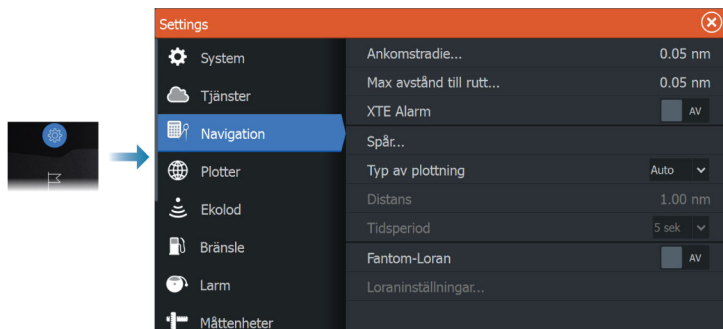 Settings
System
Tjänster
Navigation
Plotter
Ekolod
Bränsle
Larm
Måttenheter
Ankomstradie... 0.05 nm
Max avstånd till rutt... 0.05 nm
XTE Alarm AV
Spår...
Typ av plottning Auto
Distans 1.00 nm
Tidsperiod 5 sek
Fantom-Loran AV
Loraninställningar...